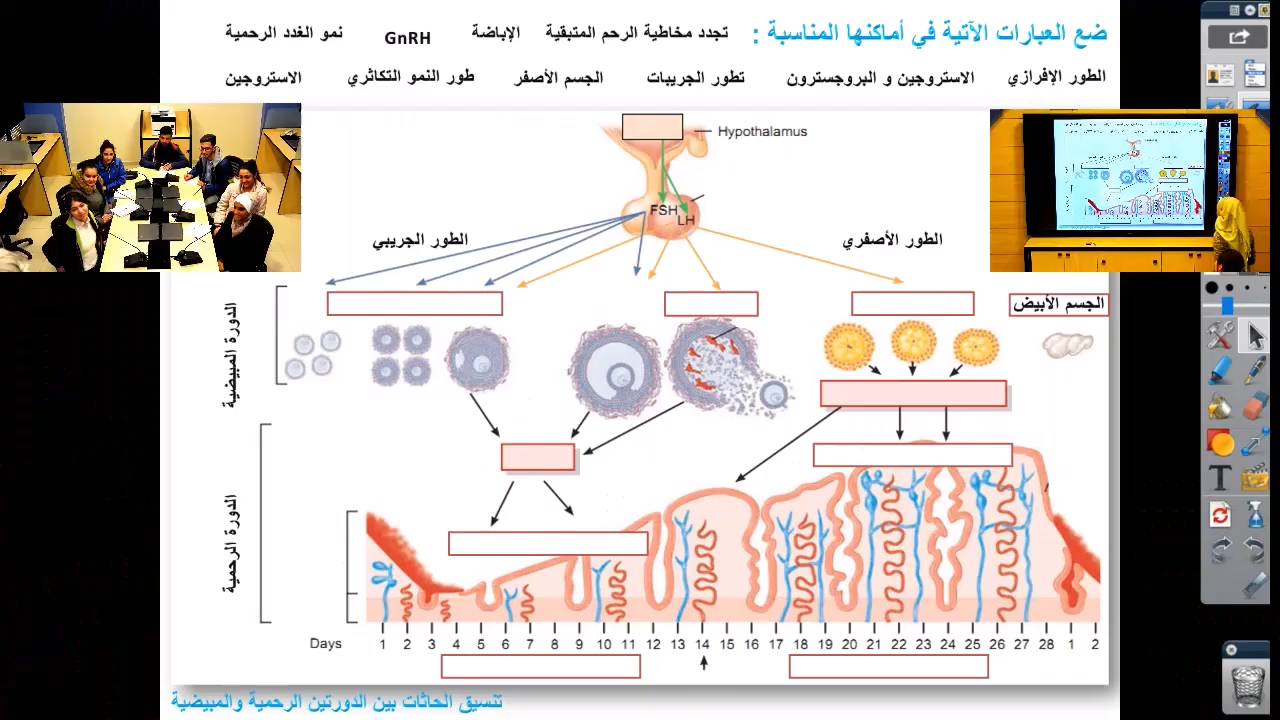 ضع العبارات الآتية في أماكنها المناسبة :
تجدد مخاطية الرحم المتبقية
الإباضة
GnRH
نمو الغدد الرحمية
الطور الإفرازي
الاستروجين و البروجسترون
تطور الجريبات
الجسم الأصفر
طور النمو التكاثري
الاستروجين
Hypothalamus
FSH
LH
الطور الجريبي
الطور الأصفري
الجسم الأبيض
الدورة المبيضية
الدورة الرحمية
Days 1 2 3 4 5 6 7 8 9 10 11 12 13 14 15 16 17 18 19 20 21 22 23 24 25 26 27 28 1 2
تنسيق الحاثات بين الدورتين الرحمية والمبيضية